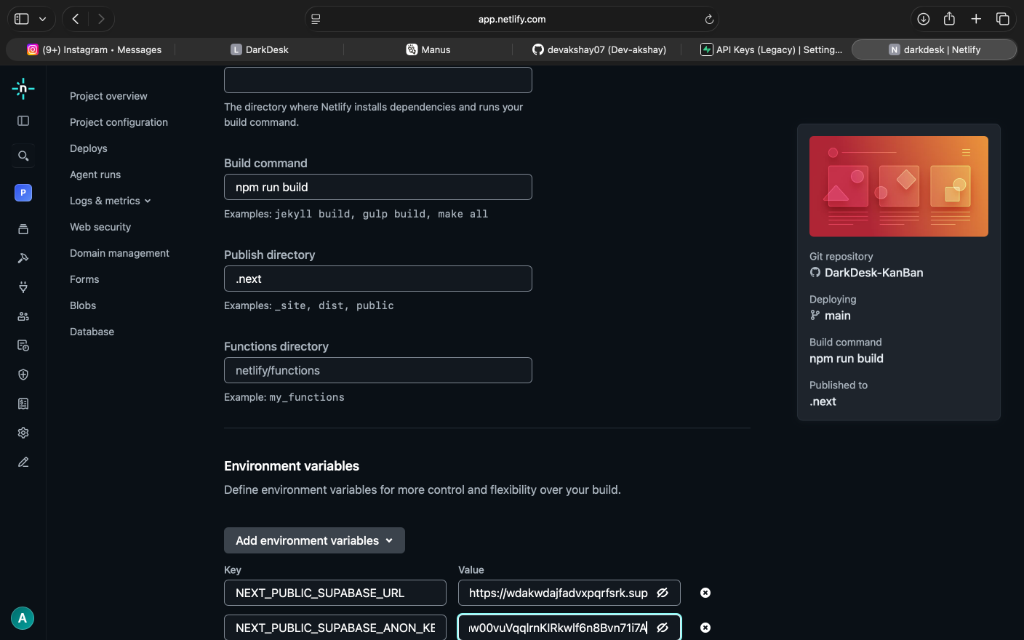 app.netlify.com
(9+) Instagram • Messages
L DarkDesk
Manus
devakshay07 (Dev-akshay)
API Keys (Legacy) | Setting...
N darkdesk | Netlify
n
P
A
Project overview
Project configuration
Deploys
Agent runs
Logs & metrics
Web security
Domain management
Forms
Blobs
Database
The directory where Netlify installs dependencies and runs your
build command.
Build command
npm run build
Examples: jekyll build, gulp build, make all
Publish directory
.next
Examples: _site, dist, public
Functions directory
netlify/functions
Example: my_functions
Environment variables
Define environment variables for more control and flexibility over your build.
Add environment variables
Key
Value
NEXT_PUBLIC_SUPABASE_URL
https://wdakwdajfadvxpqrfsrk.sup
NEXT_PUBLIC_SUPABASE_ANON_KE
Git repository
DarkDesk-KanBan
Deploying
main
Build command
npm run build
Published to
.next